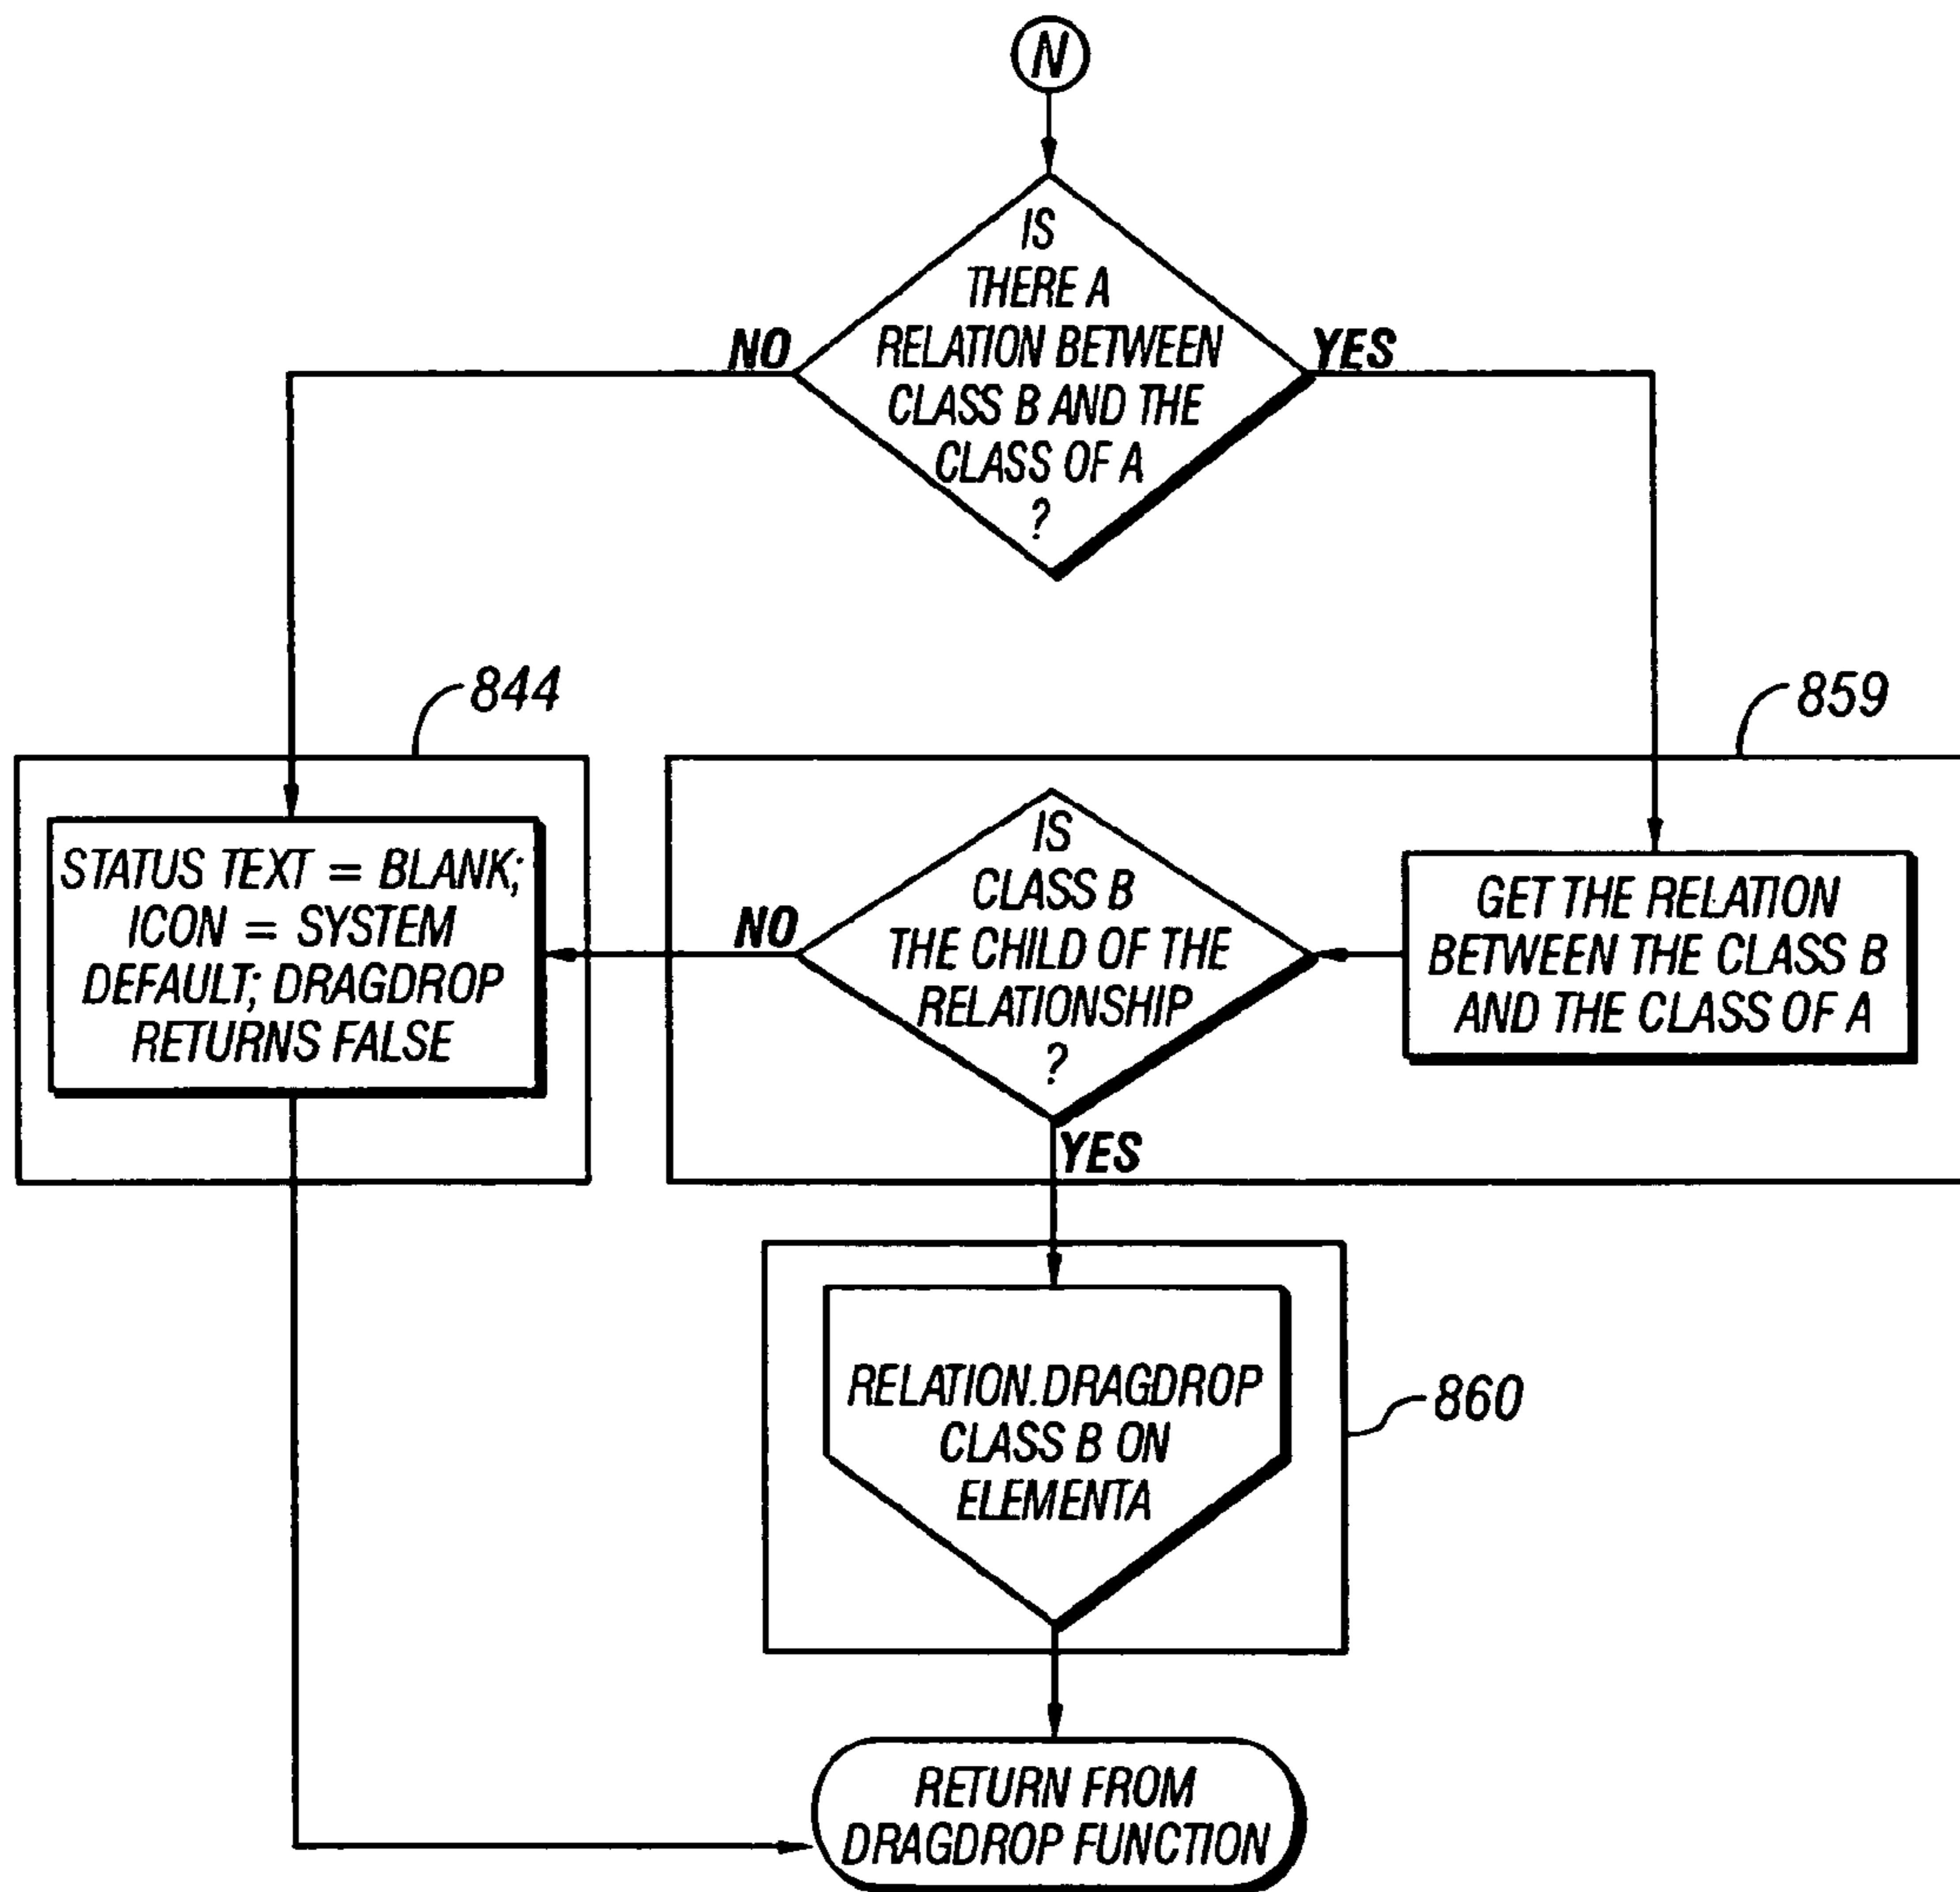 N
IS
THERE A
RELATION BETWEEN
CLASS B AND THE
CLASS OF A
?
NO
YES
844
859
STATUS TEXT = BLANK;
ICON = SYSTEM
DEFAULT; DRAGDROP
RETURNS FALSE
NO
IS
CLASS B
THE CHILD OF THE
RELATIONSHIP
?
YES
GET THE RELATION
BETWEEN THE CLASS B
AND THE CLASS OF A
RELATION.DRAGDROP
CLASS B ON
ELEMENTA
860
RETURN FROM
DRAGDROP FUNCTION